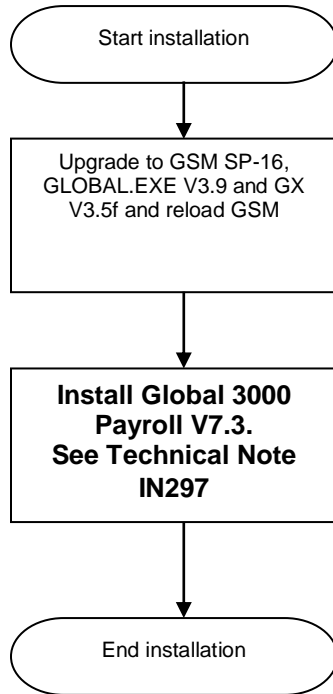 Start installation
Upgrade to GSM SP-16,
GLOBAL.EXE V3.9 and GX
V3.5f and reload GSM
Install Global 3000
Payroll V7.3.
See Technical Note
IN297
End installation